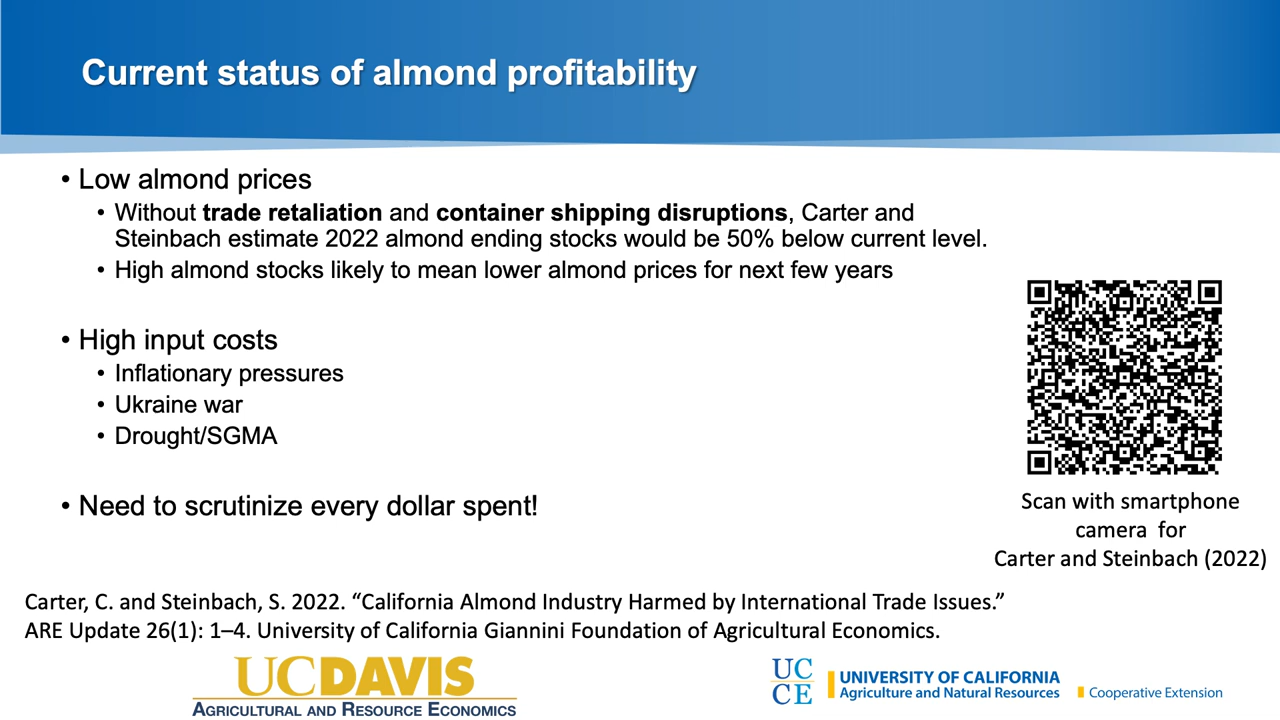 Current status of almond profitability
• Low almond prices
• Without trade retaliation and container shipping disruptions, Carter and
Steinbach estimate 2022 almond ending stocks would be 50% below current level.
• High almond stocks likely to mean lower almond prices for next few years
• High input costs
• Inflationary pressures
• Ukraine war
• Drought/SGMA
• Need to scrutinize every dollar spent!
Scan with smartphone
camera for
Carter and Steinbach (2022)
Carter, C. and Steinbach, S. 2022. “California Almond Industry Harmed by International Trade Issues.”
ARE Update 26(1): 1–4. University of California Giannini Foundation of Agricultural Economics.
UCDAVIS
AGRICULTURAL AND RESOURCE ECONOMICS
UC
CE
UNIVERSITY OF CALIFORNIA
Agriculture and Natural Resources
Cooperative Extension